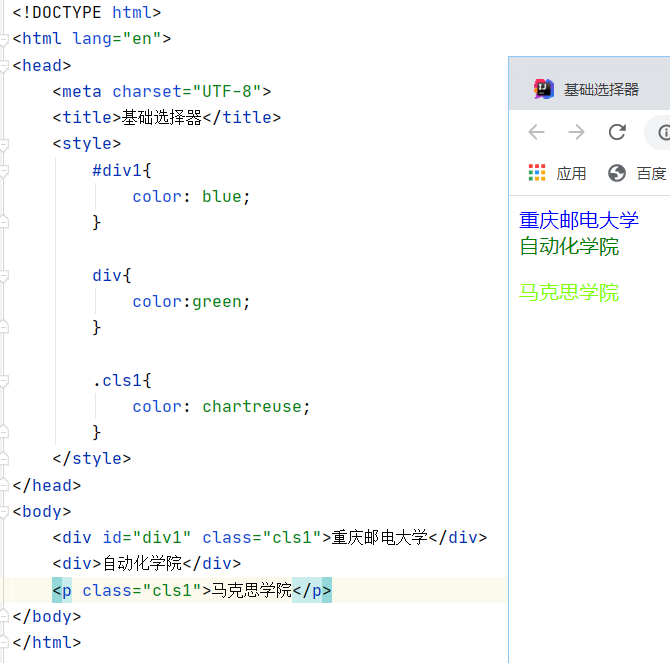 <!DOCTYPE html>
<html lang="en">
<head>
    <meta charset="UTF-8">
    <title>基础选择器</title>
    <style>
        #div1{
            color: blue;
        }

        div{
            color:green;
        }

        .cls1{
            color: chartreuse;
        }
    </style>
</head>
<body>
    <div id="div1" class="cls1">重庆邮电大学</div>
    <div>自动化学院</div>
    <p class="cls1">马克思学院</p>
</body>
</html>
基础选择器
应用 百度
重庆邮电大学
自动化学院
马克思学院